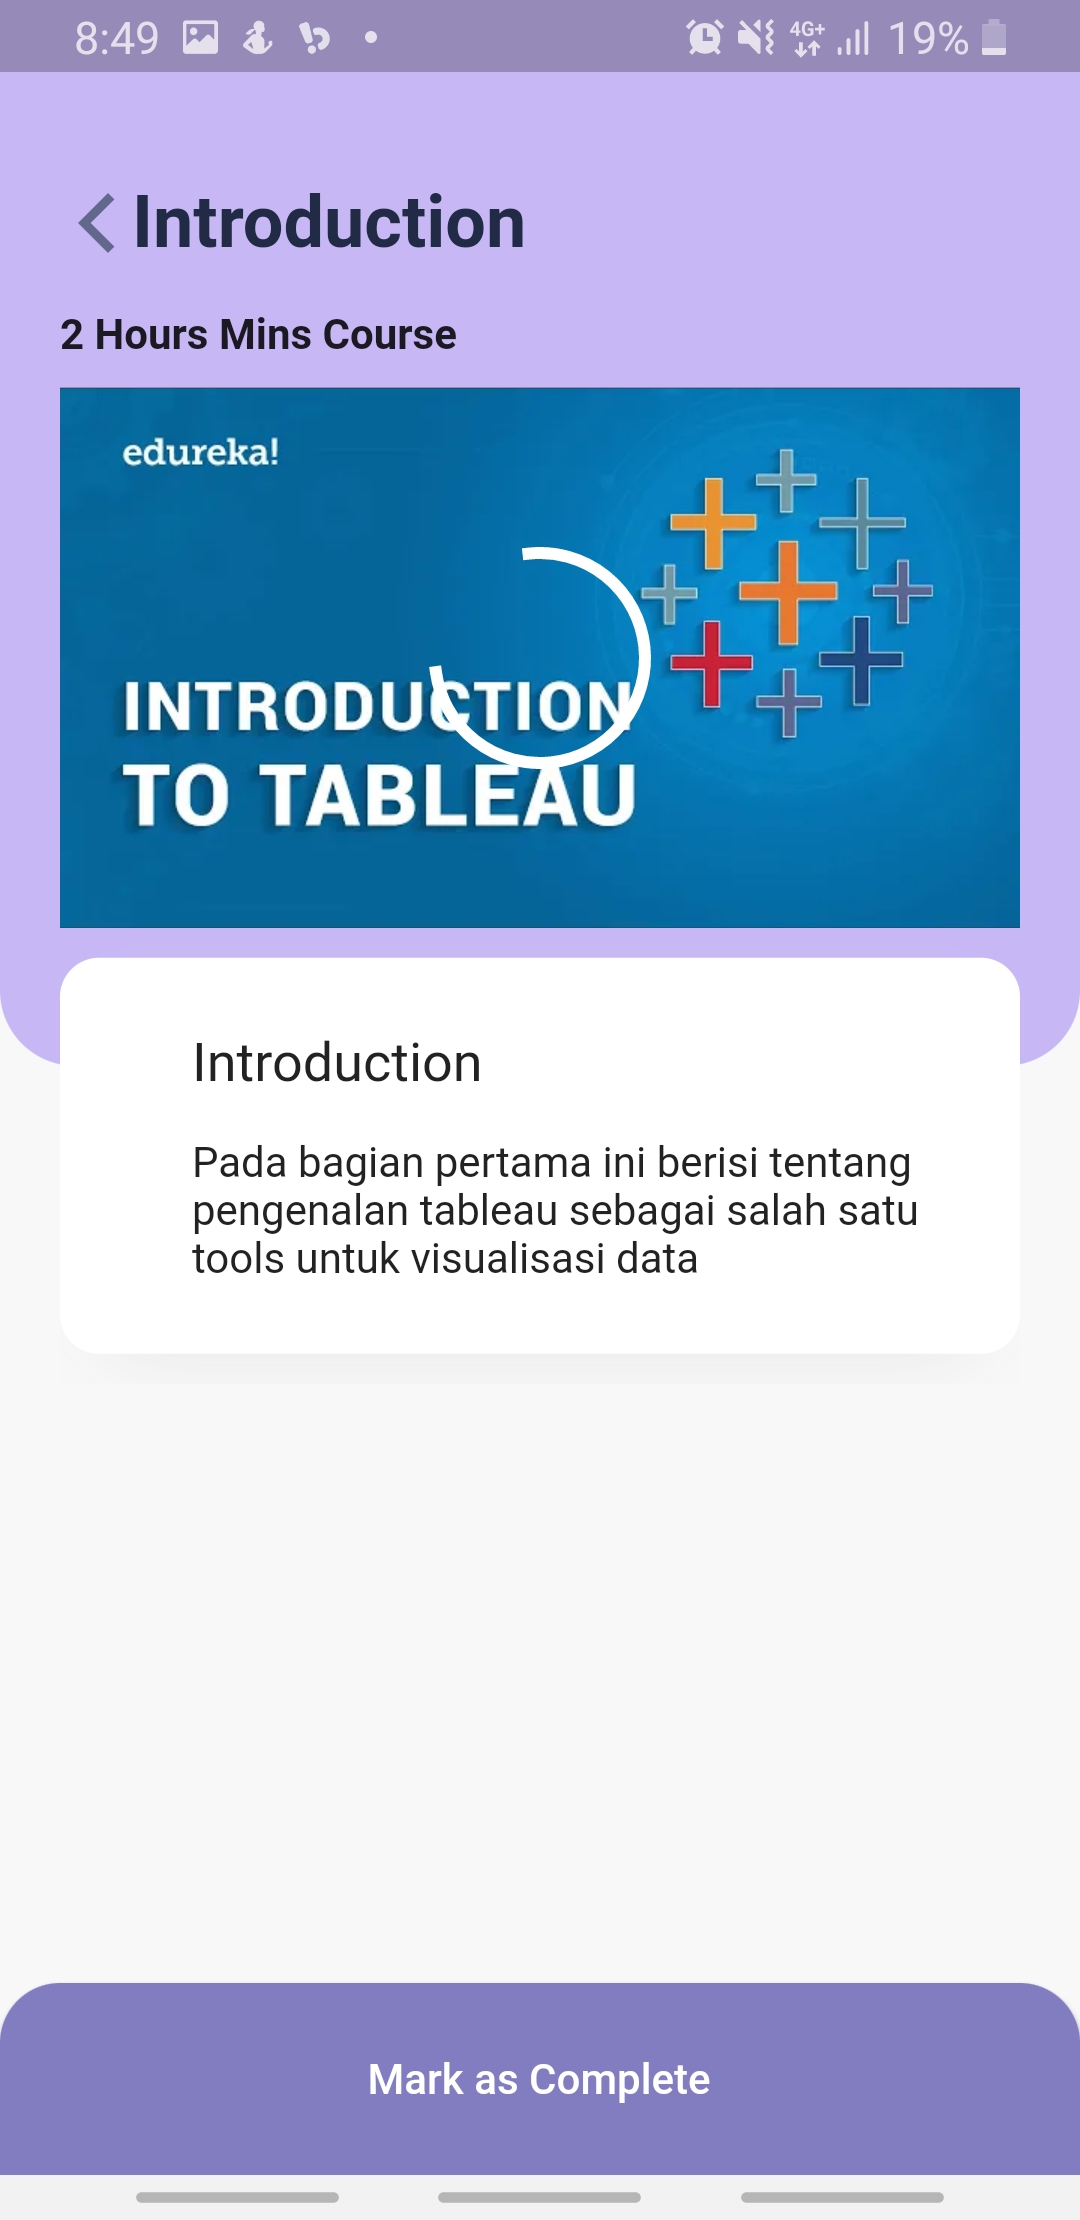 8:49
4G+
19%
Introduction
2 Hours Mins Course
edureka!
INTRODUCTION
TO TABLEAU
Introduction
Pada bagian pertama ini berisi tentang
pengenalan tableau sebagai salah satu
tools untuk visualisasi data
Mark as Complete